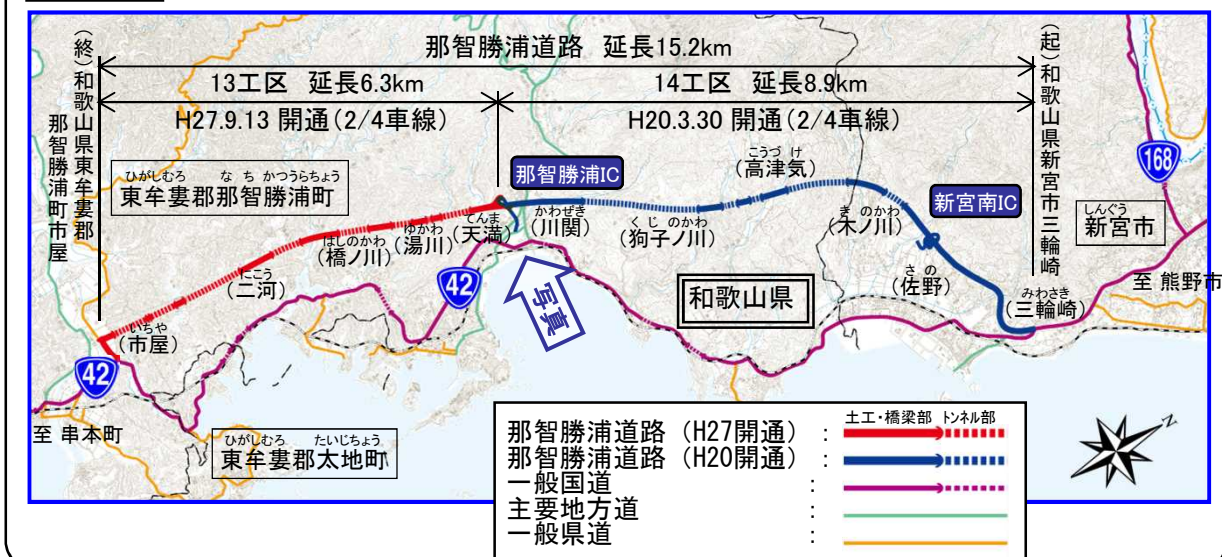 那智勝浦道路 延長15.2km
13工区 延長6.3km
14工区 延長8.9km
H27.9.13 開通(2/4車線)
H20.3.30 開通(2/4車線)
(終)和歌山県東牟婁郡
那智勝浦町市屋
(起)和歌山県新宮市三輪崎
ひがしむろ な ち かつうらちょう
東牟婁郡那智勝浦町
那智勝浦IC
新宮南IC
168
しんぐう
新宮市
至 熊野市
こうづ け
(高津気)
かわぜき
(川関)
く じ のかわ
(狗子ノ川)
き のかわ
(木ノ川)
さ の
(佐野)
みわさき
(三輪崎)
てんま
(天満)
ゆかわ
(湯川)
はしのかわ
(橋ノ川)
にこう
(二河)
いちや
(市屋)
42
42
写真
和歌山県
至 串本町
ひがしむろ たいじちょう
東牟婁郡太地町
土工・橋梁部 トンネル部
那智勝浦道路(H27開通) :
那智勝浦道路(H20開通) :
一般国道 :
主要地方道 :
一般県道 :
N